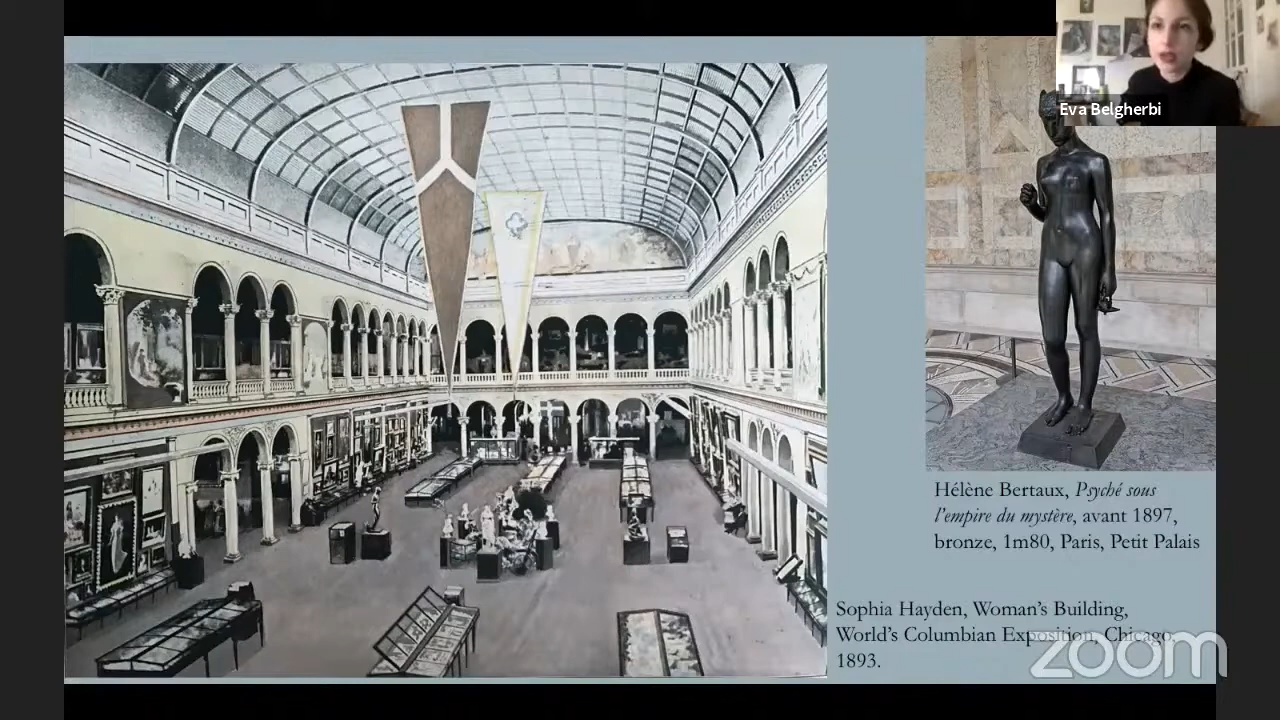 Eva Belgherbi
Hélène Bertaux, Psyché sous
l'empire du mystère, avant 1897,
bronze, 1m80, Paris, Petit Palais
Sophia Hayden, Woman's Building,
World's Columbian Exposition, Chicago,
1893.
zoom